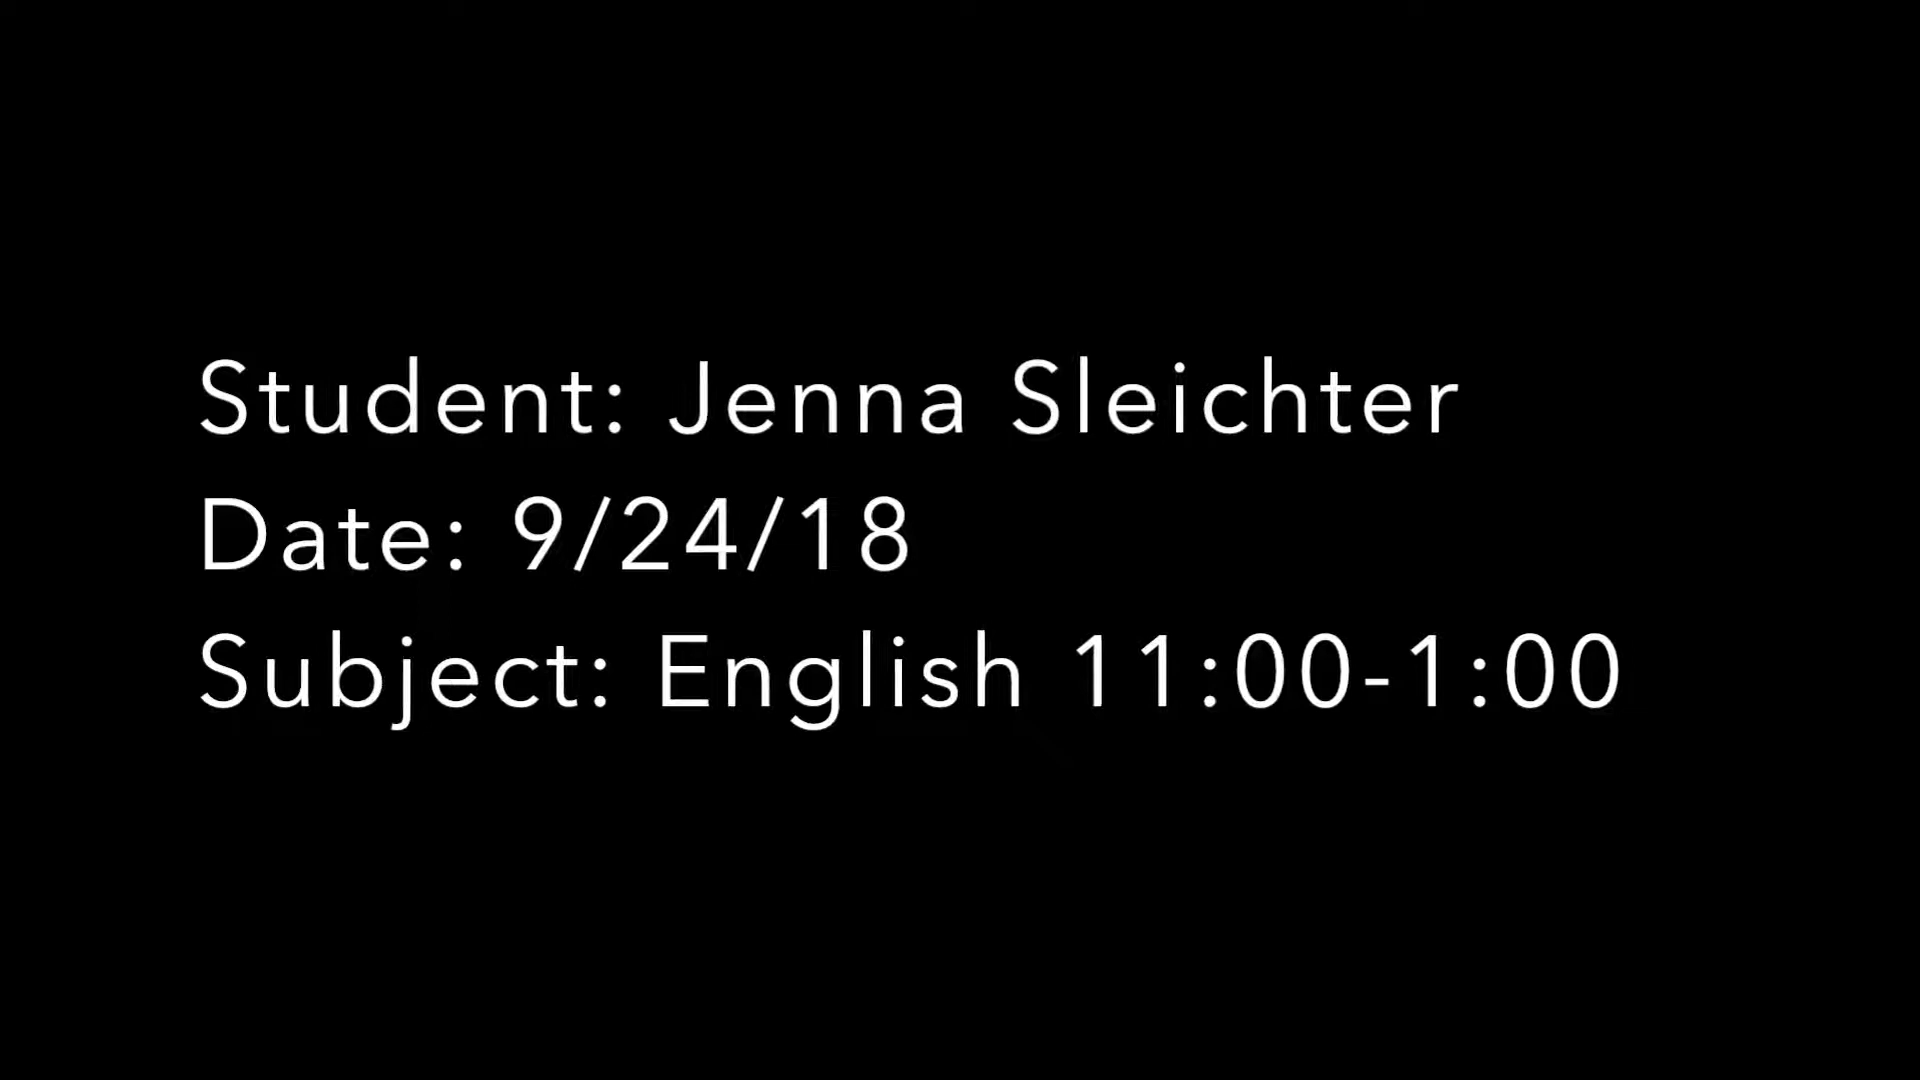 Student: Jenna Sleichter
Date: 9/24/18
Subject: English 11:00-1:00